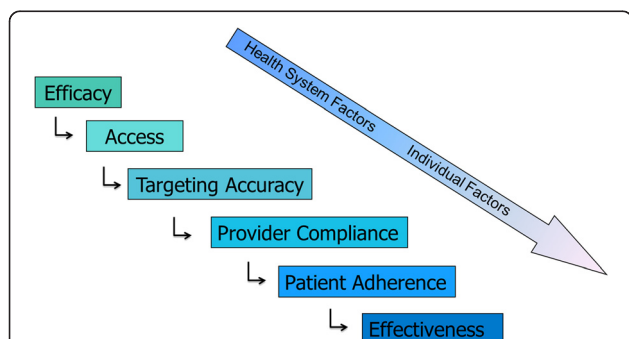 Health System Factors
Individual Factors
Efficacy
Access
Targeting Accuracy
Provider Compliance
Patient Adherence
Effectiveness